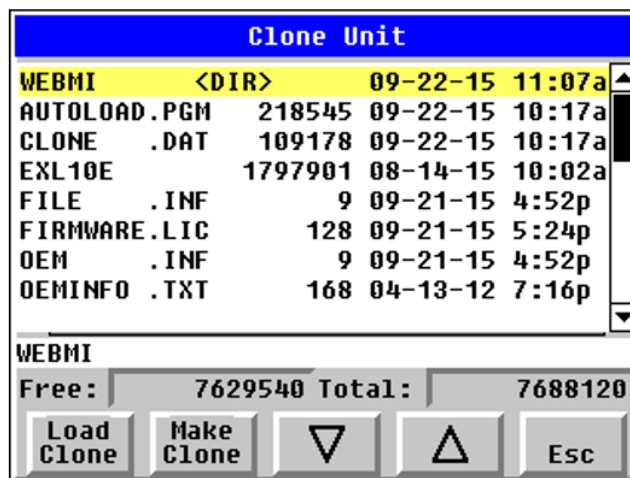 Clone Unit
WEBMI <DIR> 09-22-15 11:07a
AUTOLOAD.PGM 218545 09-22-15 10:17a
CLONE .DAT 109178 09-22-15 10:17a
EXL10E 1797901 08-14-15 10:02a
FILE .INF 9 09-21-15 4:52p
FIRMWARE.LIC 128 09-21-15 5:24p
OEM .INF 9 09-21-15 4:52p
OEMINFO .TXT 168 04-13-12 7:16p
WEBMI
Free: 7629540 Total: 7688120
Load Clone Make Clone Esc